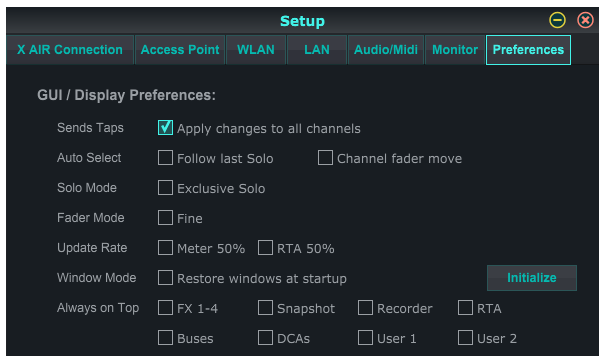 Setup
X AIR Connection Access Point WLAN LAN Audio/Midi Monitor Preferences
GUI / Display Preferences:
Sends Taps Apply changes to all channels
Auto Select Follow last Solo Channel fader move
Solo Mode Exclusive Solo
Fader Mode Fine
Update Rate Meter 50% RTA 50%
Window Mode Restore windows at startup Initialize
Always on Top FX 1-4 Snapshot Recorder RTA
Buses DCAs User 1 User 2